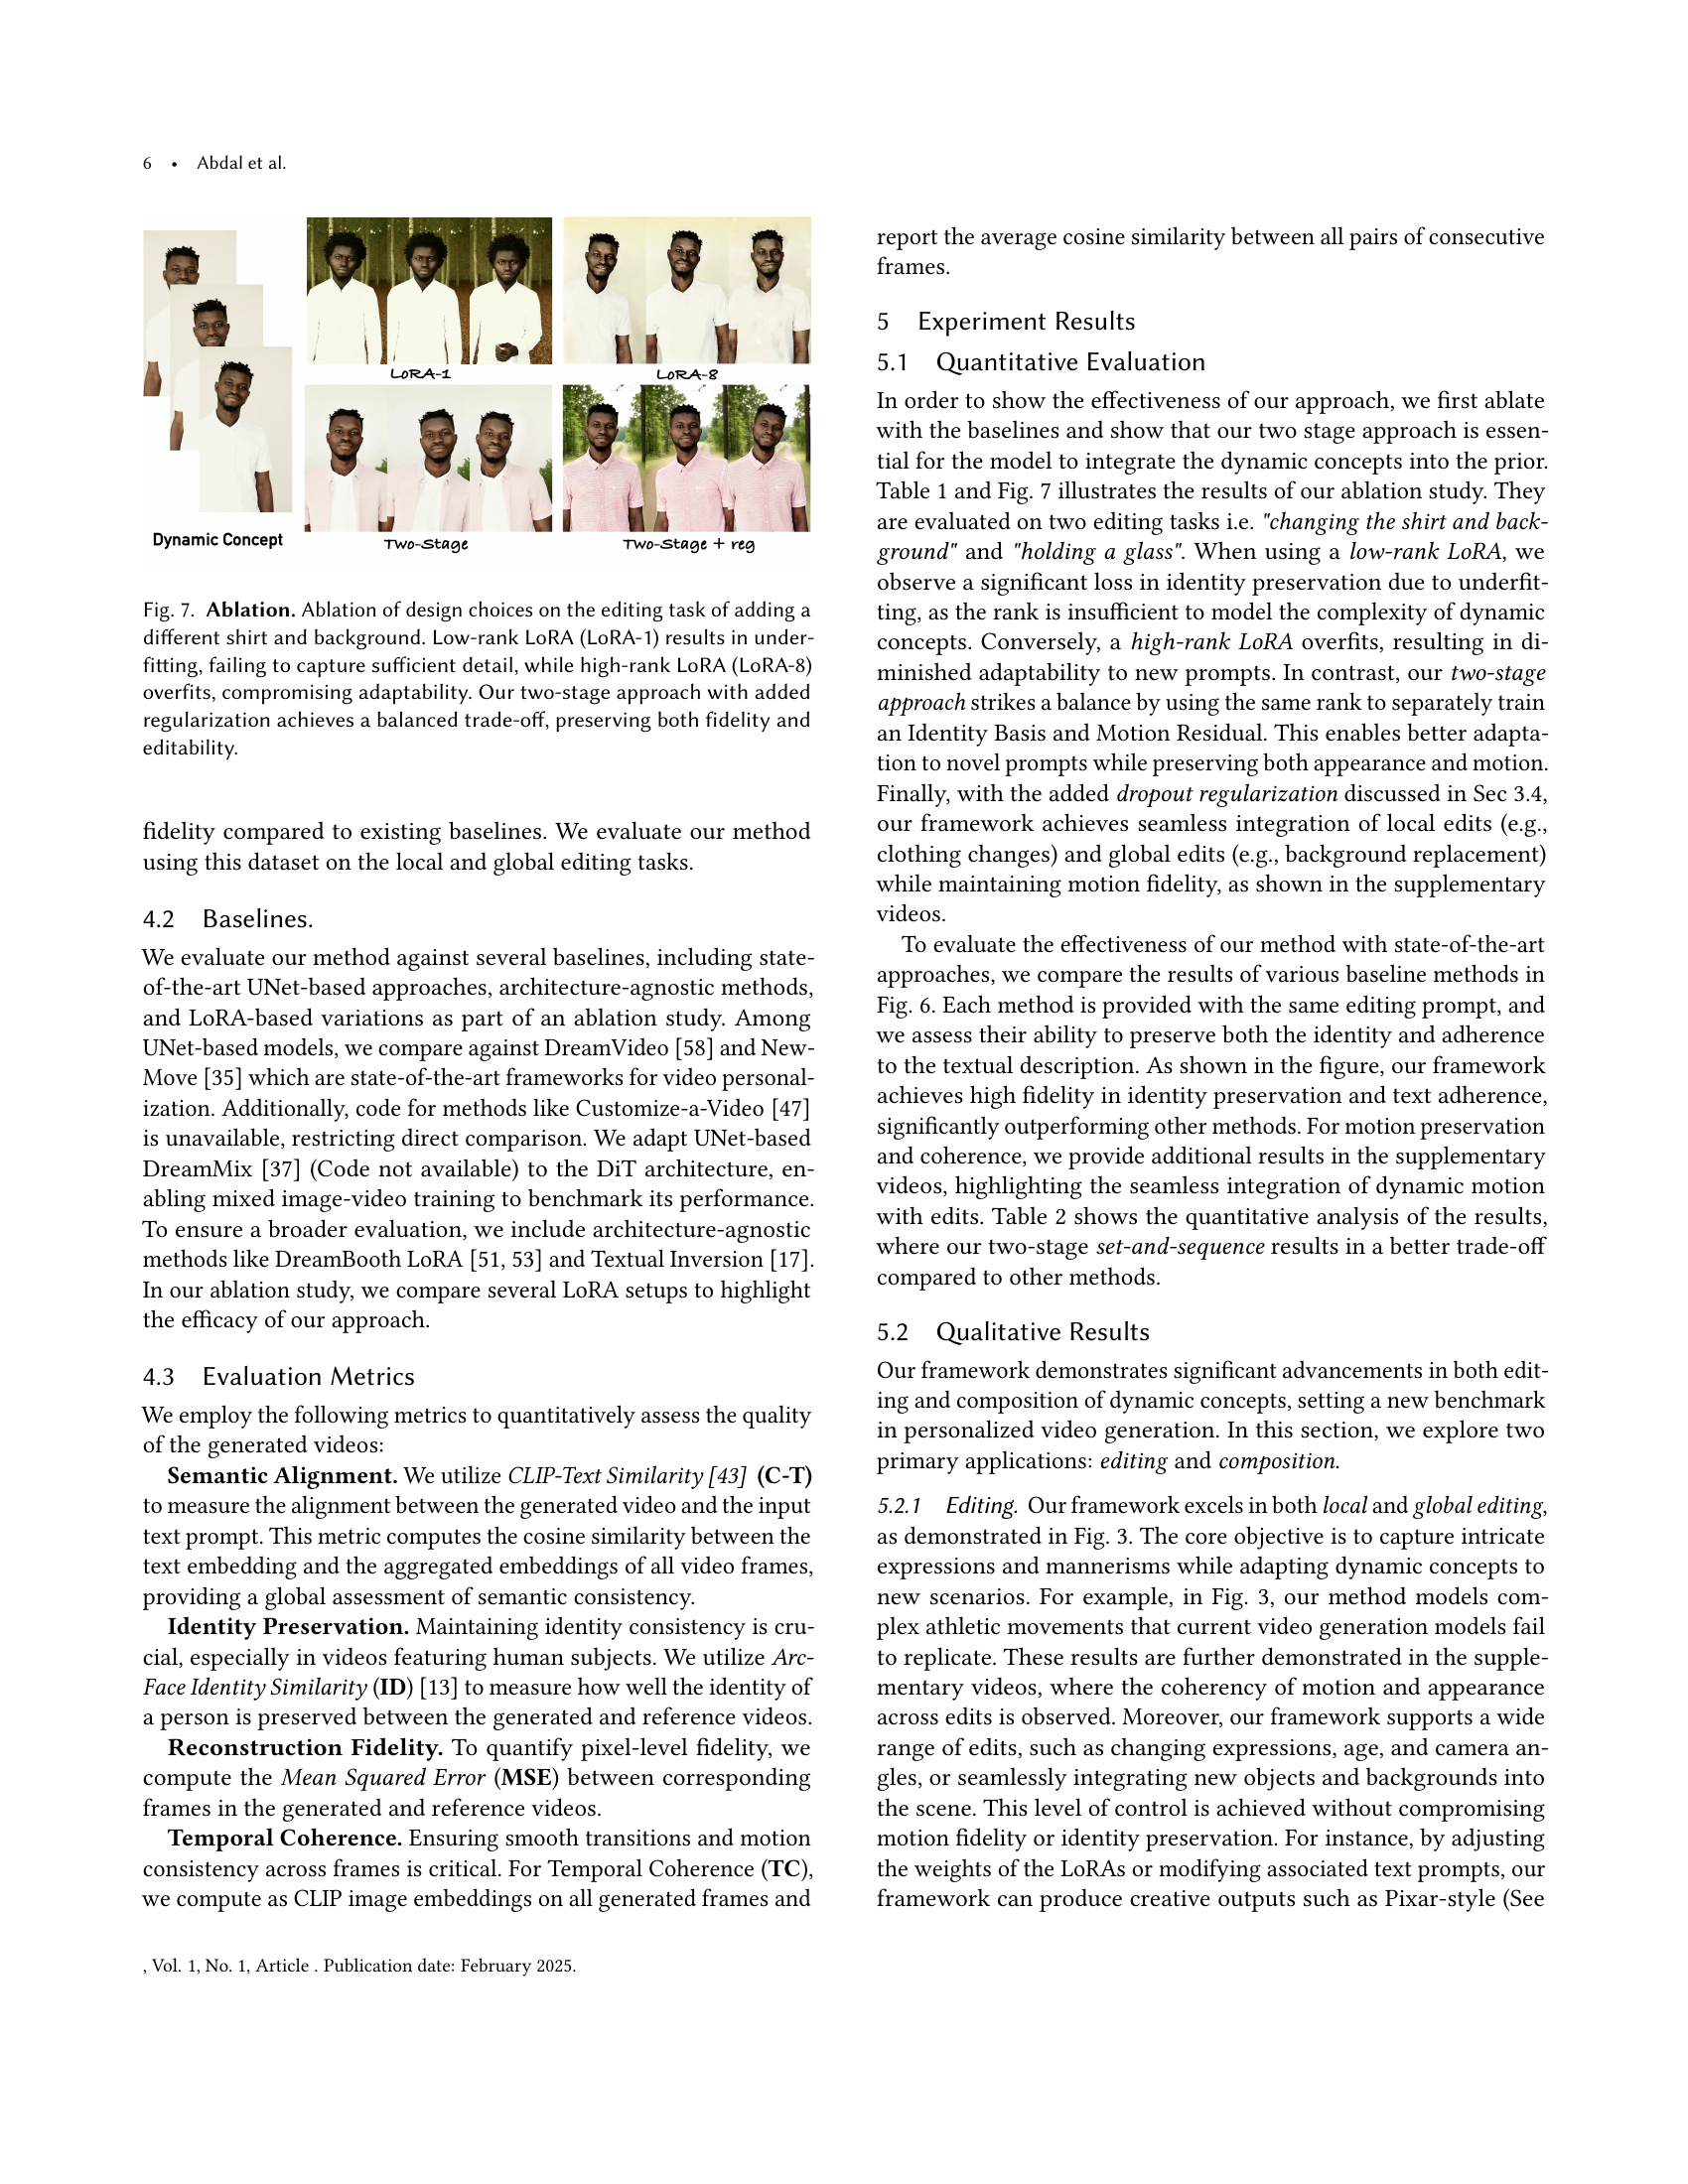 6 • Abdal et al.
LoRA-1
LoRA-8
Dynamic Concept
Two-Stage
Two-Stage + reg
Fig. 7. Ablation. Ablation of design choices on the editing task of adding a
different shirt and background. Low-rank LoRA (LoRA-1) results in under-
fitting, failing to capture sufficient detail, while high-rank LoRA (LoRA-8)
overfits, compromising adaptability. Our two-stage approach with added
regularization achieves a balanced trade-off, preserving both fidelity and
editability.
fidelity compared to existing baselines. We evaluate our method
using this dataset on the local and global editing tasks.
4.2 Baselines.
We evaluate our method against several baselines, including state-
of-the-art UNet-based approaches, architecture-agnostic methods,
and LoRA-based variations as part of an ablation study. Among
UNet-based models, we compare against DreamVideo [58] and New-
Move [35] which are state-of-the-art frameworks for video personal-
ization. Additionally, code for methods like Customize-a-Video [47]
is unavailable, restricting direct comparison. We adapt UNet-based
DreamMix [37] (Code not available) to the DiT architecture, en-
abling mixed image-video training to benchmark its performance.
To ensure a broader evaluation, we include architecture-agnostic
methods like DreamBooth LoRA [51, 53] and Textual Inversion [17].
In our ablation study, we compare several LoRA setups to highlight
the efficacy of our approach.
4.3 Evaluation Metrics
We employ the following metrics to quantitatively assess the quality
of the generated videos:
Semantic Alignment. We utilize CLIP-Text Similarity [43] (C-T)
to measure the alignment between the generated video and the input
text prompt. This metric computes the cosine similarity between the
text embedding and the aggregated embeddings of all video frames,
providing a global assessment of semantic consistency.
Identity Preservation. Maintaining identity consistency is cru-
cial, especially in videos featuring human subjects. We utilize Arc-
Face Identity Similarity (ID) [13] to measure how well the identity of
a person is preserved between the generated and reference videos.
Reconstruction Fidelity. To quantify pixel-level fidelity, we
compute the Mean Squared Error (MSE) between corresponding
frames in the generated and reference videos.
Temporal Coherence. Ensuring smooth transitions and motion
consistency across frames is critical. For Temporal Coherence (TC),
we compute as CLIP image embeddings on all generated frames and
report the average cosine similarity between all pairs of consecutive
frames.
5 Experiment Results
5.1 Quantitative Evaluation
In order to show the effectiveness of our approach, we first ablate
with the baselines and show that our two stage approach is essen-
tial for the model to integrate the dynamic concepts into the prior.
Table 1 and Fig. 7 illustrates the results of our ablation study. They
are evaluated on two editing tasks i.e. "changing the shirt and back-
ground" and "holding a glass". When using a low-rank LoRA, we
observe a significant loss in identity preservation due to underfit-
ting, as the rank is insufficient to model the complexity of dynamic
concepts. Conversely, a high-rank LoRA overfits, resulting in di-
minished adaptability to new prompts. In contrast, our two-stage
approach strikes a balance by using the same rank to separately train
an Identity Basis and Motion Residual. This enables better adapta-
tion to novel prompts while preserving both appearance and motion.
Finally, with the added dropout regularization discussed in Sec 3.4,
our framework achieves seamless integration of local edits (e.g.,
clothing changes) and global edits (e.g., background replacement)
while maintaining motion fidelity, as shown in the supplementary
videos.
To evaluate the effectiveness of our method with state-of-the-art
approaches, we compare the results of various baseline methods in
Fig. 6. Each method is provided with the same editing prompt, and
we assess their ability to preserve both the identity and adherence
to the textual description. As shown in the figure, our framework
achieves high fidelity in identity preservation and text adherence,
significantly outperforming other methods. For motion preservation
and coherence, we provide additional results in the supplementary
videos, highlighting the seamless integration of dynamic motion
with edits. Table 2 shows the quantitative analysis of the results,
where our two-stage set-and-sequence results in a better trade-off
compared to other methods.
5.2 Qualitative Results
Our framework demonstrates significant advancements in both edit-
ing and composition of dynamic concepts, setting a new benchmark
in personalized video generation. In this section, we explore two
primary applications: editing and composition.
5.2.1 Editing. Our framework excels in both local and global editing,
as demonstrated in Fig. 3. The core objective is to capture intricate
expressions and mannerisms while adapting dynamic concepts to
new scenarios. For example, in Fig. 3, our method models com-
plex athletic movements that current video generation models fail
to replicate. These results are further demonstrated in the supple-
mentary videos, where the coherency of motion and appearance
across edits is observed. Moreover, our framework supports a wide
range of edits, such as changing expressions, age, and camera an-
gles, or seamlessly integrating new objects and backgrounds into
the scene. This level of control is achieved without compromising
motion fidelity or identity preservation. For instance, by adjusting
the weights of the LoRAs or modifying associated text prompts, our
framework can produce creative outputs such as Pixar-style (See
, Vol. 1, No. 1, Article . Publication date: February 2025.